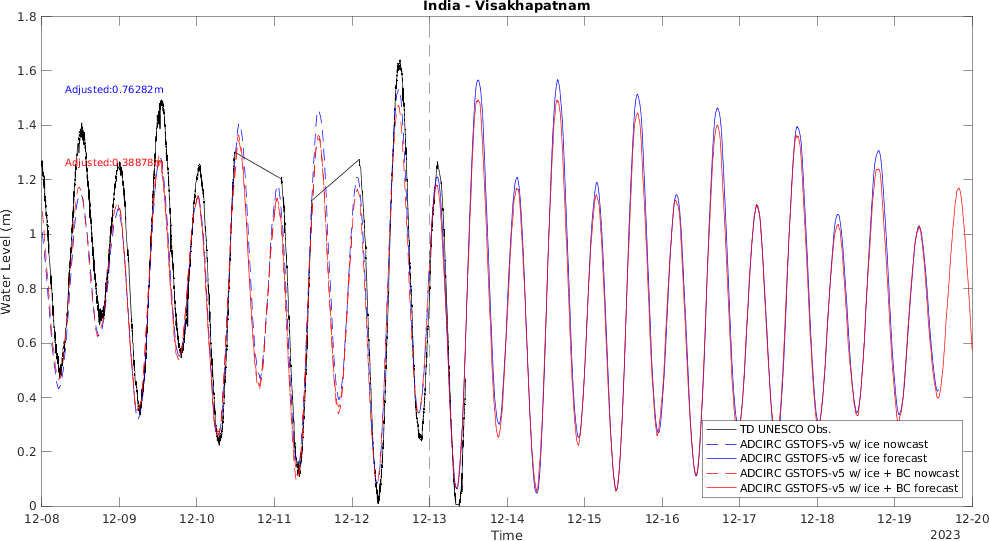 India - Visakhapatnam
1.8
1.6
1.4
1.2
1
0.8
0.6
0.4
0.2
0
Water Level (m)
Adjusted:0.76282m
Adjusted:0.38878m
TD UNESCO Obs.
ADCIRC GSTOFS-v5 w/ ice nowcast
ADCIRC GSTOFS-v5 w/ ice forecast
ADCIRC GSTOFS-v5 w/ ice + BC nowcast
ADCIRC GSTOFS-v5 w/ ice + BC forecast
12-08 12-09 12-10 12-11 12-12 12-13 12-14 12-15 12-16 12-17 12-18 12-19 12-20
Time
2023